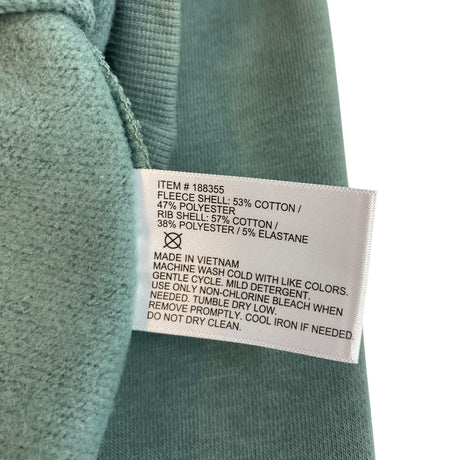 ITEM # 188355
FLEECE SHELL: 53% COTTON /
47% POLYESTER
RIB SHELL: 57% COTTON /
38% POLYESTER / 5% ELASTANE
MADE IN VIETNAM
MACHINE WASH COLD WITH LIKE COLORS.
GENTLE CYCLE. MILD DETERGENT.
USE ONLY NON-CHLORINE BLEACH WHEN
NEEDED. TUMBLE DRY LOW.
REMOVE PROMPTLY. COOL IRON IF NEEDED.
DO NOT DRY CLEAN.